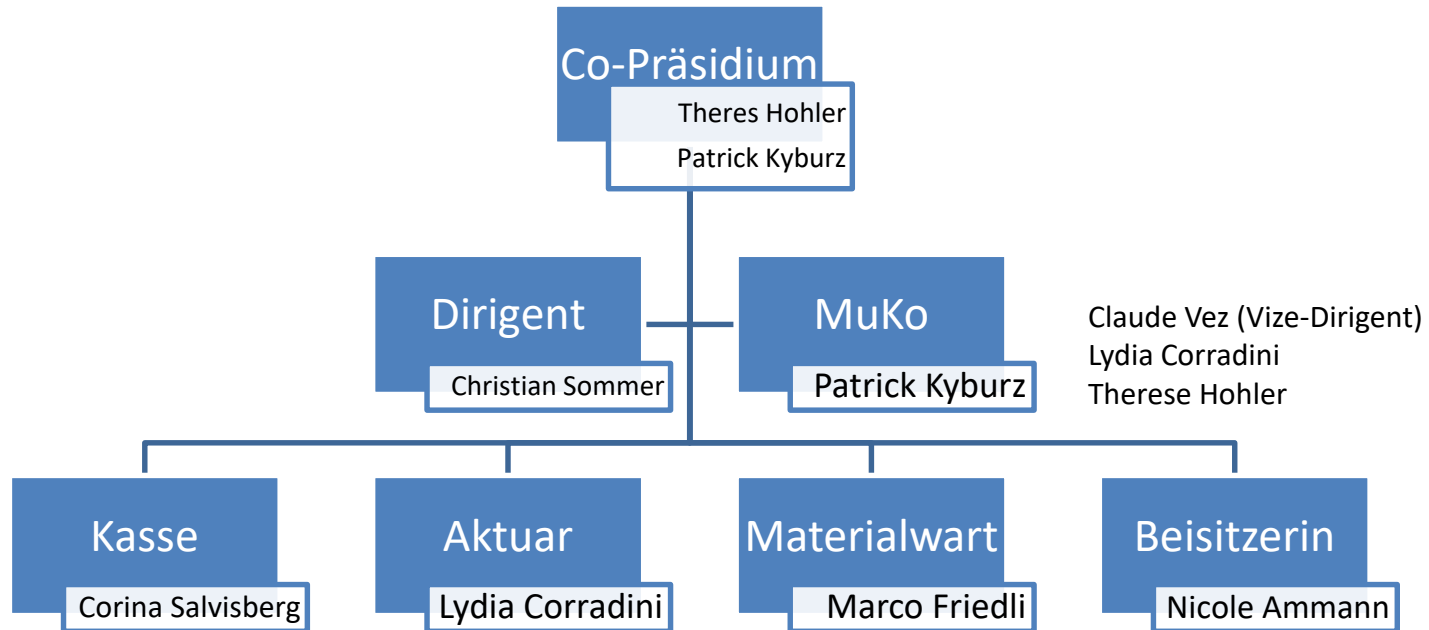 Co-Präsidium
Theres Hohler
Patrick Kyburz
Dirigent
Christian Sommer
MuKo
Patrick Kyburz
Claude Vez (Vize-Dirigent)
Lydia Corradini
Therese Hohler
Kasse
Corina Salvisberg
Aktuar
Lydia Corradini
Materialwart
Marco Friedli
Beisitzerin
Nicole Ammann